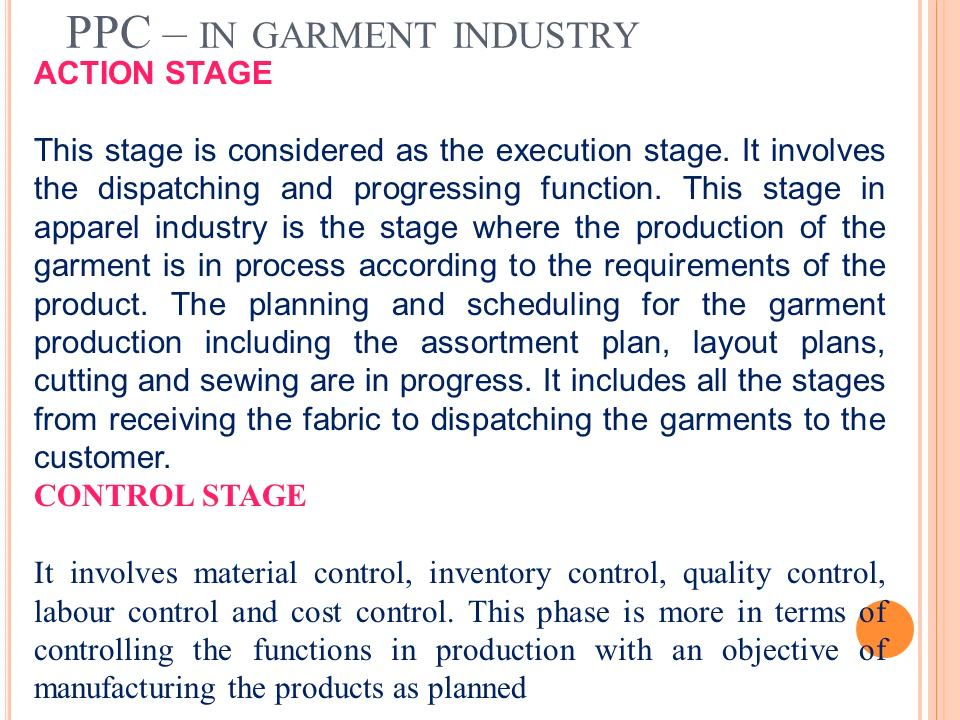 PPC – IN GARMENT INDUSTRY
ACTION STAGE
This stage is considered as the execution stage. It involves
the dispatching and progressing function. This stage in
apparel industry is the stage where the production of the
garment is in process according to the requirements of the
product. The planning and scheduling for the garment
production including the assortment plan, layout plans,
cutting and sewing are in progress. It includes all the stages
from receiving the fabric to dispatching the garments to the
customer.
CONTROL STAGE
It involves material control, inventory control, quality control,
labour control and cost control. This phase is more in terms of
controlling the functions in production with an objective of
manufacturing the products as planned